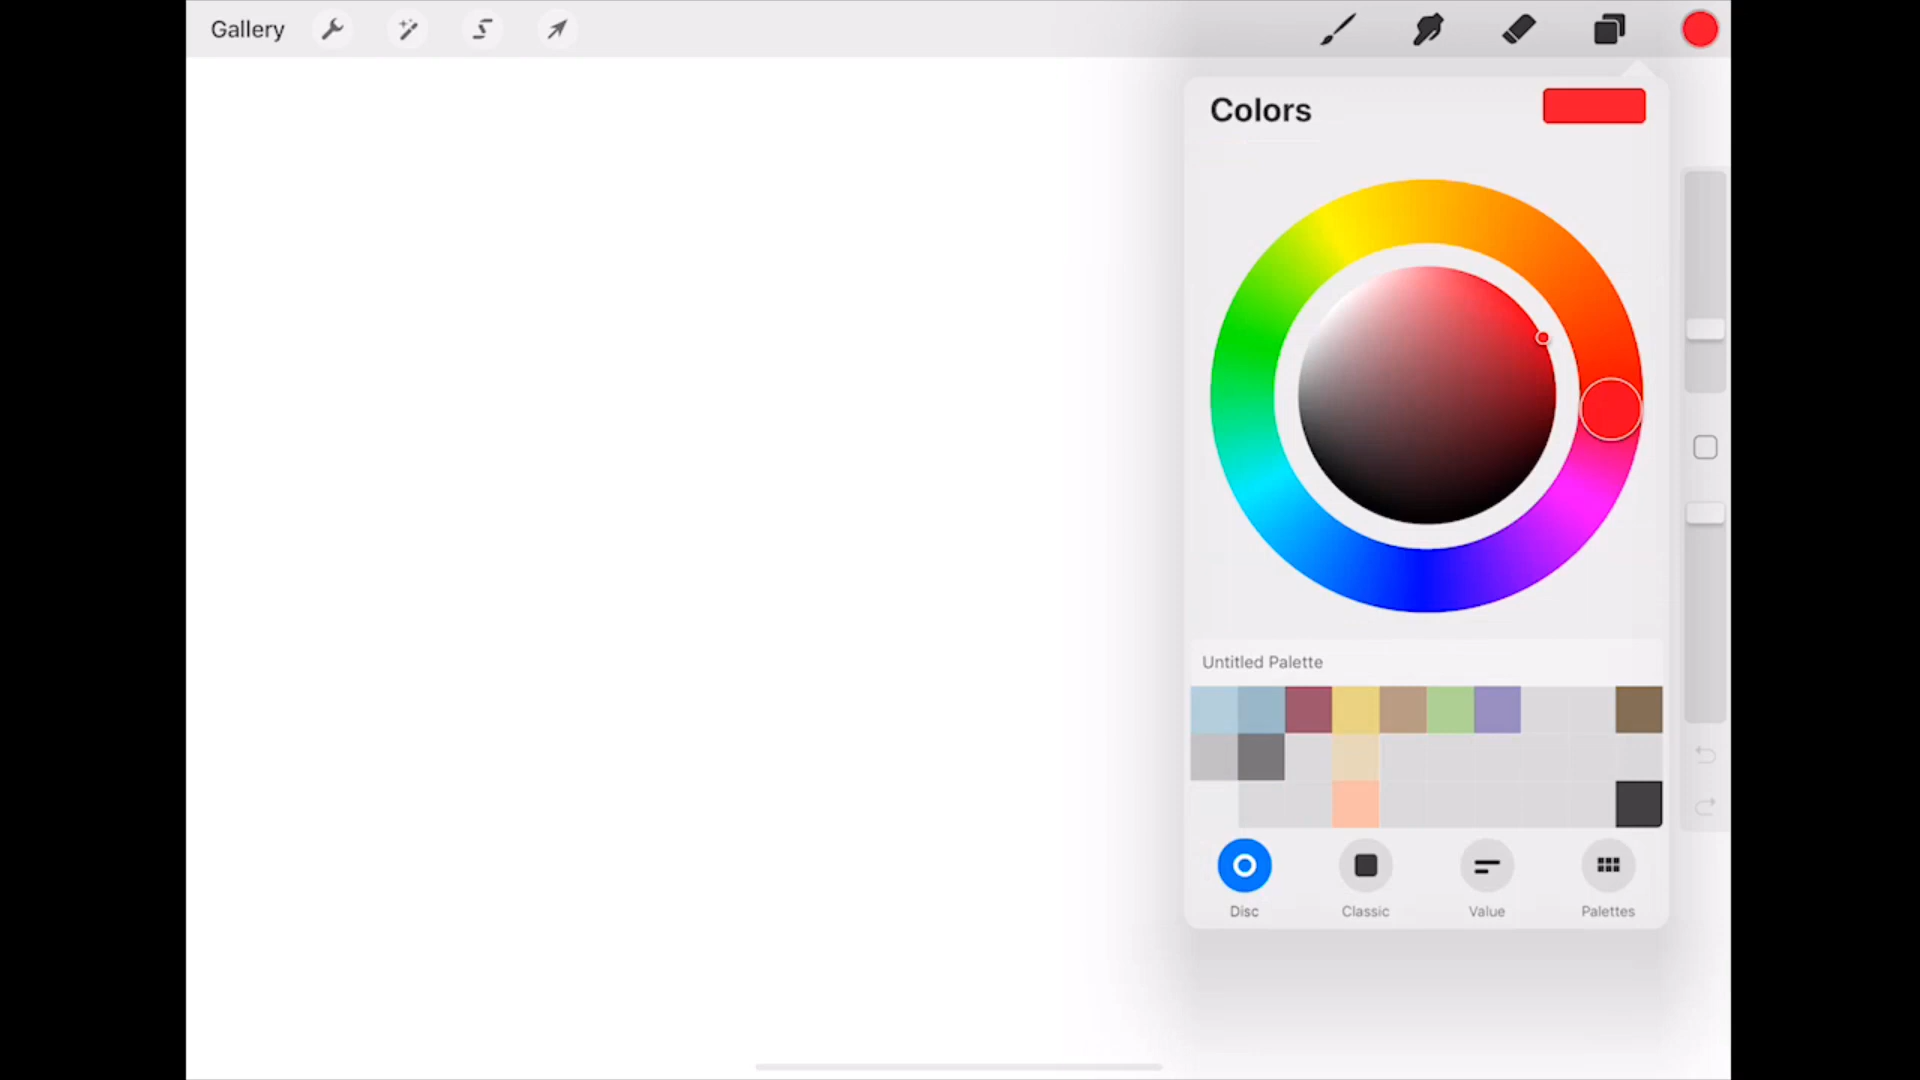 Gallery
Colors
Untitled Palette
Disc
Classic
Value
Palettes